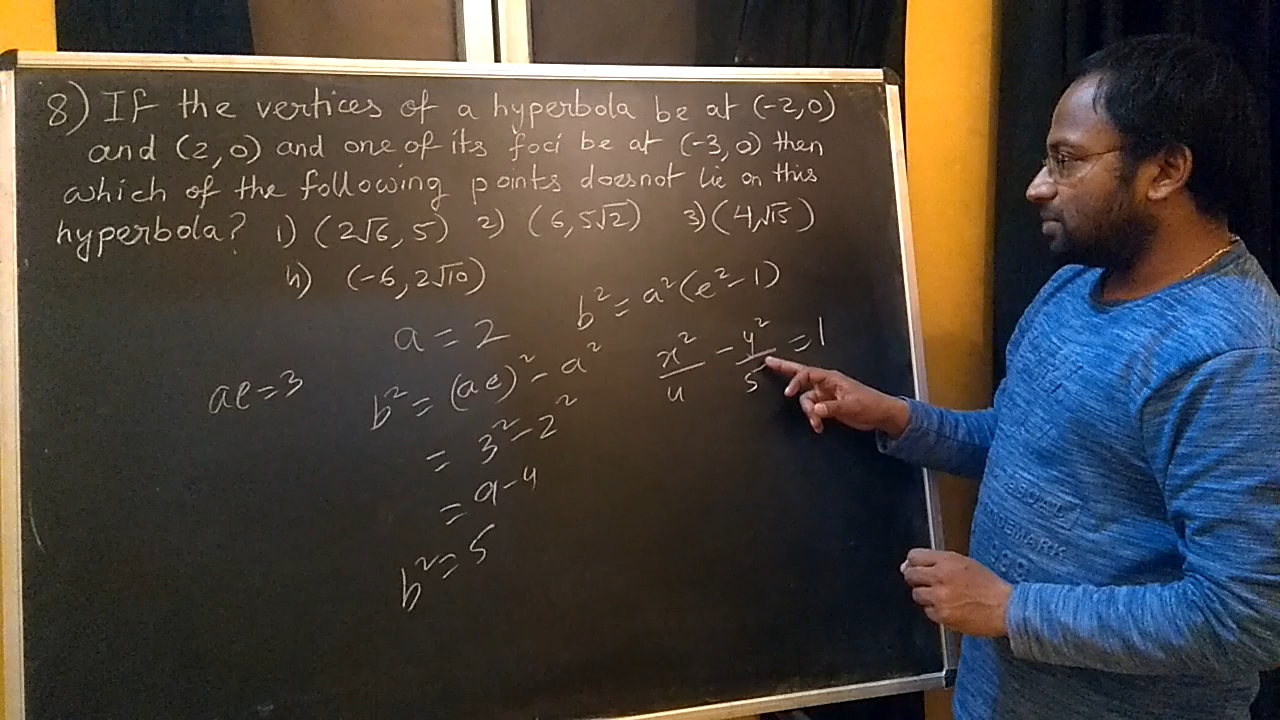 8) If the vertices of a hyperbola be at (-2,0)
and (2,0) and one of its foci be at (-3,0) then
which of the following points does not lie on this
hyperbola? 1) (2√6, 5) 2) (6, 5√2) 3) (4, √15)
4) (-6, 2√10)
b² = a²(e²-1)
a = 2
x²/4 - y²/5 = 1
ae = 3
b² = (ae)² - a²
= 3² - 2²
= 9 - 4
b² = 5